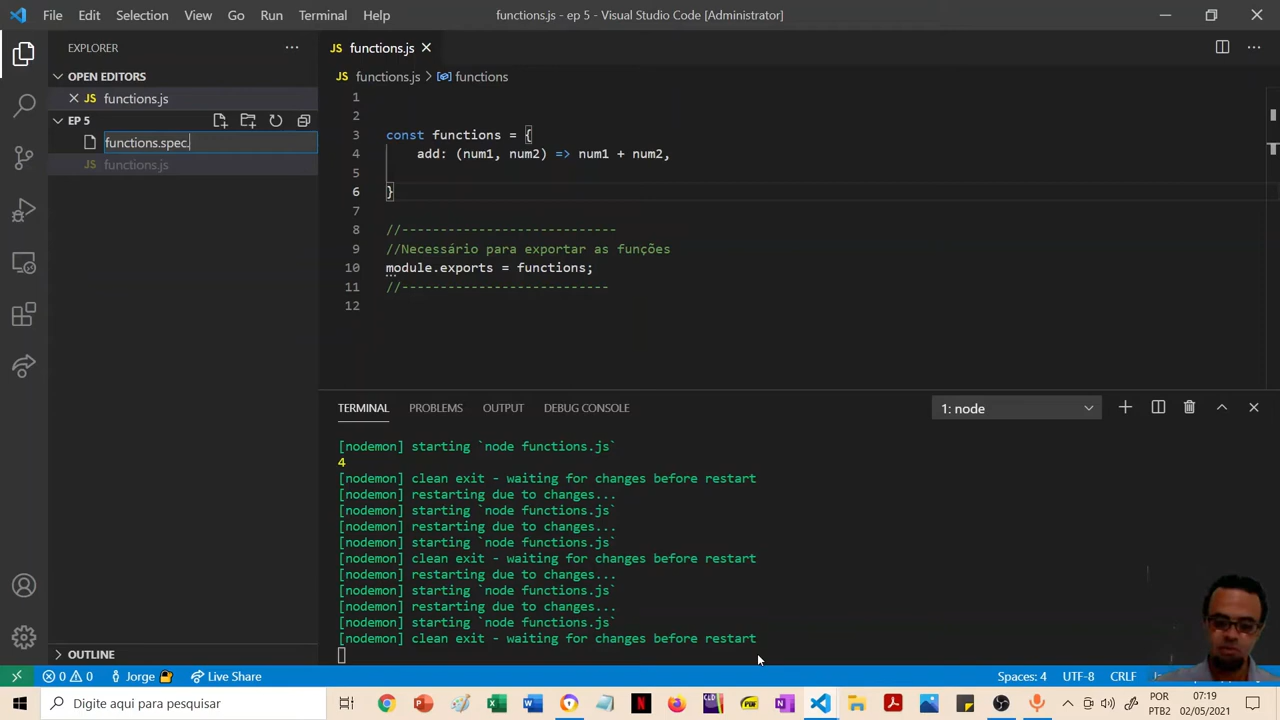 File Edit Selection View Go Run Terminal Help
functions.js - ep 5 - Visual Studio Code [Administrator]
EXPLORER
OPEN EDITORS
JS functions.js
EP 5
functions.spec.
JS functions.js
JS functions.js
JS functions.js > functions
1
2
3 const functions = {
4 add: (num1, num2) => num1 + num2,
5
6 }
7
8 //----------------------------
9 //Necessário para exportar as funções
10 module.exports = functions;
11 //---------------------------
12
TERMINAL PROBLEMS OUTPUT DEBUG CONSOLE
1: node
[nodemon] starting `node functions.js`
4
[nodemon] clean exit - waiting for changes before restart
[nodemon] restarting due to changes...
[nodemon] starting `node functions.js`
[nodemon] restarting due to changes...
[nodemon] starting `node functions.js`
[nodemon] clean exit - waiting for changes before restart
[nodemon] restarting due to changes...
[nodemon] starting `node functions.js`
[nodemon] restarting due to changes...
[nodemon] starting `node functions.js`
[nodemon] clean exit - waiting for changes before restart
OUTLINE
0 0 Jorge Live Share
Spaces: 4 UTF-8 CRLF
Digite aqui para pesquisar
POR
PTB2
07:19
02/05/2021